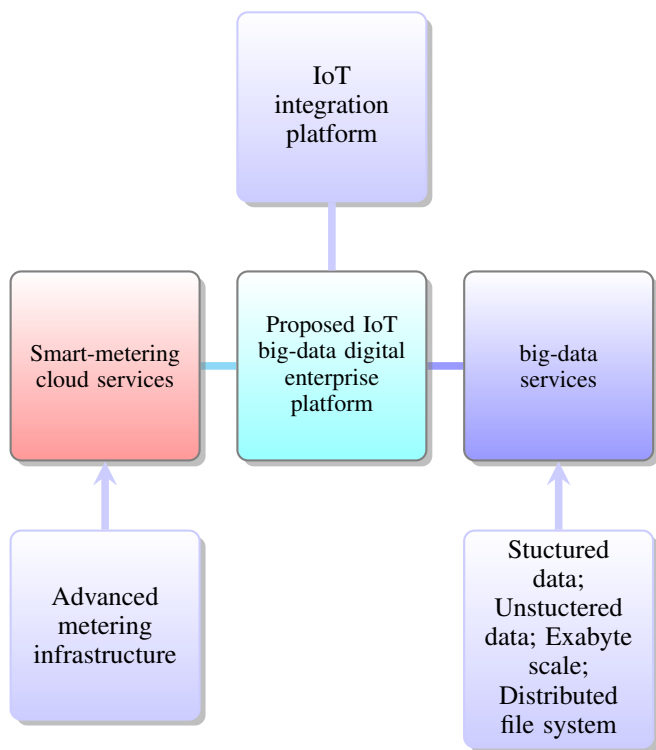 IoT
integration
platform
Smart-metering
cloud services
Proposed IoT
big-data digital
enterprise
platform
big-data
services
Advanced
metering
infrastructure
Stuctured
data;
Unstuctered
data; Exabyte
scale;
Distributed
file system